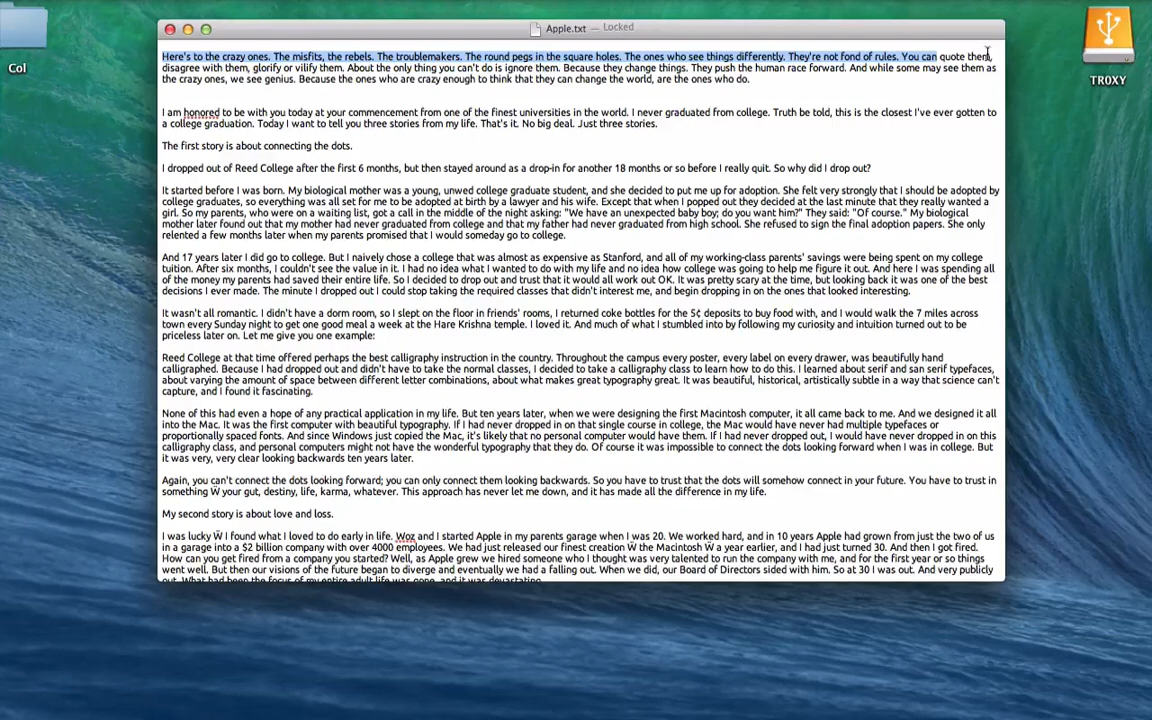 Apple.txt — Locked
Col
TROXY
Here's to the crazy ones. The misfits, the rebels. The troublemakers. The round pegs in the square holes. The ones who see things differently. They're not fond of rules. You can quote them,
disagree with them, glorify or vilify them. About the only thing you can't do is ignore them. Because they change things. They push the human race forward. And while some may see them as
the crazy ones, we see genius. Because the ones who are crazy enough to think that they can change the world, are the ones who do.
I am honored to be with you today at your commencement from one of the finest universities in the world. I never graduated from college. Truth be told, this is the closest I've ever gotten to
a college graduation. Today I want to tell you three stories from my life. That's it. No big deal. Just three stories.
The first story is about connecting the dots.
I dropped out of Reed College after the first 6 months, but then stayed around as a drop-in for another 18 months or so before I really quit. So why did I drop out?
It started before I was born. My biological mother was a young, unwed college graduate student, and she decided to put me up for adoption. She felt very strongly that I should be adopted by
college graduates, so everything was all set for me to be adopted at birth by a lawyer and his wife. Except that when I popped out they decided at the last minute that they really wanted a
girl. So my parents, who were on a waiting list, got a call in the middle of the night asking: "We have an unexpected baby boy; do you want him?" They said: "Of course." My biological
mother later found out that my mother had never graduated from college and that my father had never graduated from high school. She refused to sign the final adoption papers. She only
relented a few months later when my parents promised that I would someday go to college.
And 17 years later I did go to college. But I naively chose a college that was almost as expensive as Stanford, and all of my working-class parents' savings were being spent on my college
tuition. After six months, I couldn't see the value in it. I had no idea what I wanted to do with my life and no idea how college was going to help me figure it out. And here I was spending all
of the money my parents had saved their entire life. So I decided to drop out and trust that it would all work out OK. It was pretty scary at the time, but looking back it was one of the best
decisions I ever made. The minute I dropped out I could stop taking the required classes that didn't interest me, and begin dropping in on the ones that looked interesting.
It wasn't all romantic. I didn't have a dorm room, so I slept on the floor in friends' rooms, I returned coke bottles for the 5¢ deposits to buy food with, and I would walk the 7 miles across
town every Sunday night to get one good meal a week at the Hare Krishna temple. I loved it. And much of what I stumbled into by following my curiosity and intuition turned out to be
priceless later on. Let me give you one example:
Reed College at that time offered perhaps the best calligraphy instruction in the country. Throughout the campus every poster, every label on every drawer, was beautifully hand
calligraphed. Because I had dropped out and didn't have to take the normal classes, I decided to take a calligraphy class to learn how to do this. I learned about serif and san serif typefaces,
about varying the amount of space between different letter combinations, about what makes great typography great. It was beautiful, historical, artistically subtle in a way that science can't
capture, and I found it fascinating.
None of this had even a hope of any practical application in my life. But ten years later, when we were designing the first Macintosh computer, it all came back to me. And we designed it all
into the Mac. It was the first computer with beautiful typography. If I had never dropped in on that single course in college, the Mac would have never had multiple typefaces or
proportionally spaced fonts. And since Windows just copied the Mac, it's likely that no personal computer would have them. If I had never dropped out, I would have never dropped in on this
calligraphy class, and personal computers might not have the wonderful typography that they do. Of course it was impossible to connect the dots looking forward when I was in college. But
it was very, very clear looking backwards ten years later.
Again, you can't connect the dots looking forward; you can only connect them looking backwards. So you have to trust that the dots will somehow connect in your future. You have to trust in
something Ŵ your gut, destiny, life, karma, whatever. This approach has never let me down, and it has made all the difference in my life.
My second story is about love and loss.
I was lucky Ŵ I found what I loved to do early in life. Woz and I started Apple in my parents garage when I was 20. We worked hard, and in 10 years Apple had grown from just the two of us
in a garage into a $2 billion company with over 4000 employees. We had just released our finest creation Ŵ the Macintosh Ŵ a year earlier, and I had just turned 30. And then I got fired.
How can you get fired from a company you started? Well, as Apple grew we hired someone who I thought was very talented to run the company with me, and for the first year or so things
went well. But then our visions of the future began to diverge and eventually we had a falling out. When we did, our Board of Directors sided with him. So at 30 I was out. And very publicly
out. What had been the focus of my entire adult life was gone, and it was devastating.